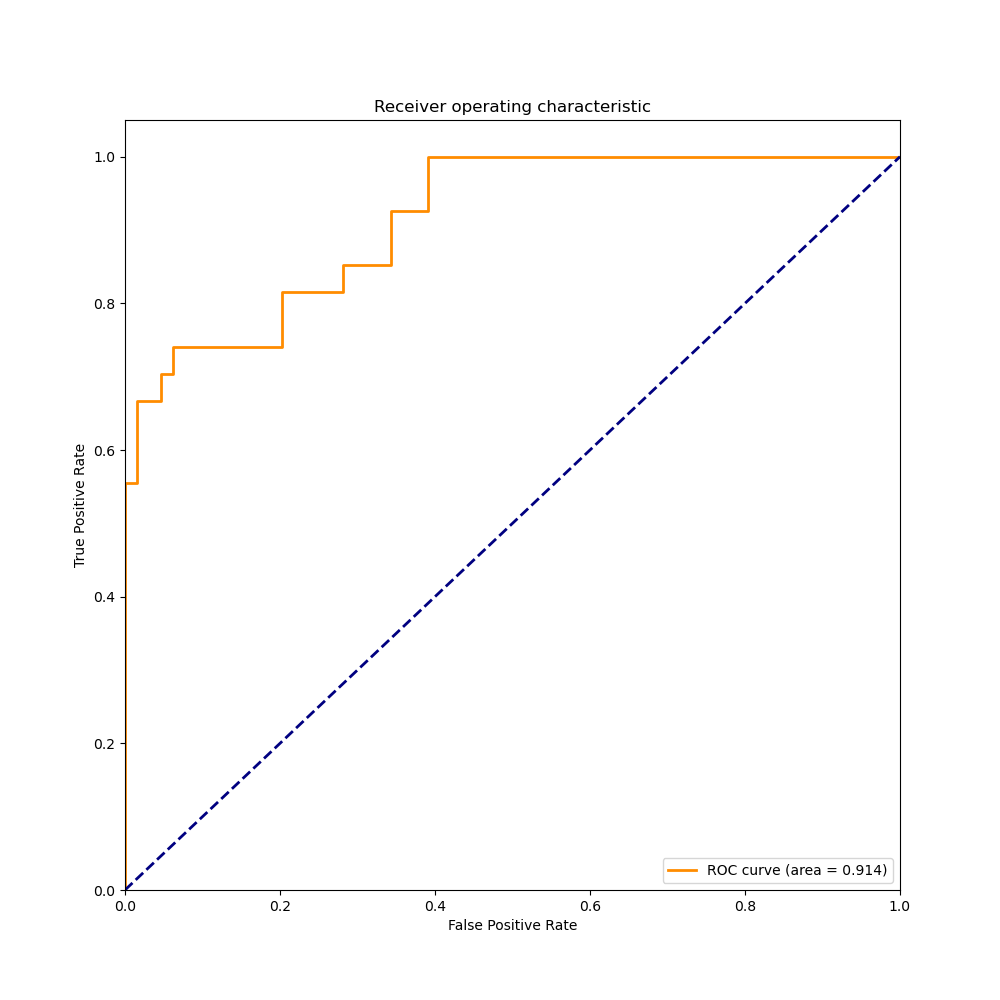 Receiver operating characteristic
1.0
0.8
0.6
0.4
0.2
0.0
True Positive Rate
0.0 0.2 0.4 0.6 0.8 1.0
False Positive Rate
ROC curve (area = 0.914)